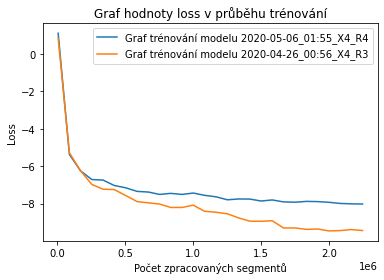 Graf hodnoty loss v průběhu trénování
Graf trénování modelu 2020-05-06_01:55_X4_R4
Graf trénování modelu 2020-04-26_00:56_X4_R3
Loss
0
−2
−4
−6
−8
0.0 0.5 1.0 1.5 2.0
1e6
Počet zpracovaných segmentů